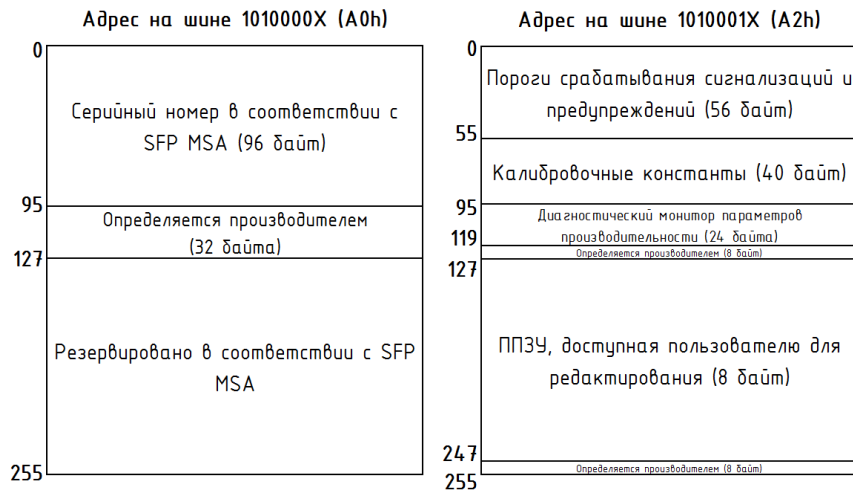 Адрес на шине 1010000X (A0h)
0
Серийный номер в соответствии с
SFP MSA (96 байт)
95
Определяется производителем
(32 байта)
127
Резервировано в соответствии с SFP
MSA
255
Адрес на шине 1010001X (A2h)
0
Пороги срабатывания сигнализаций и
предупреждений (56 байт)
55
Калибровочные константы (40 байт)
95
Диагностический монитор параметров
производительности (24 байта)
119
Определяется производителем (8 байт)
127
ППЗУ, доступная пользователю для
редактирования (8 байт)
247
Определяется производителем (8 байт)
255